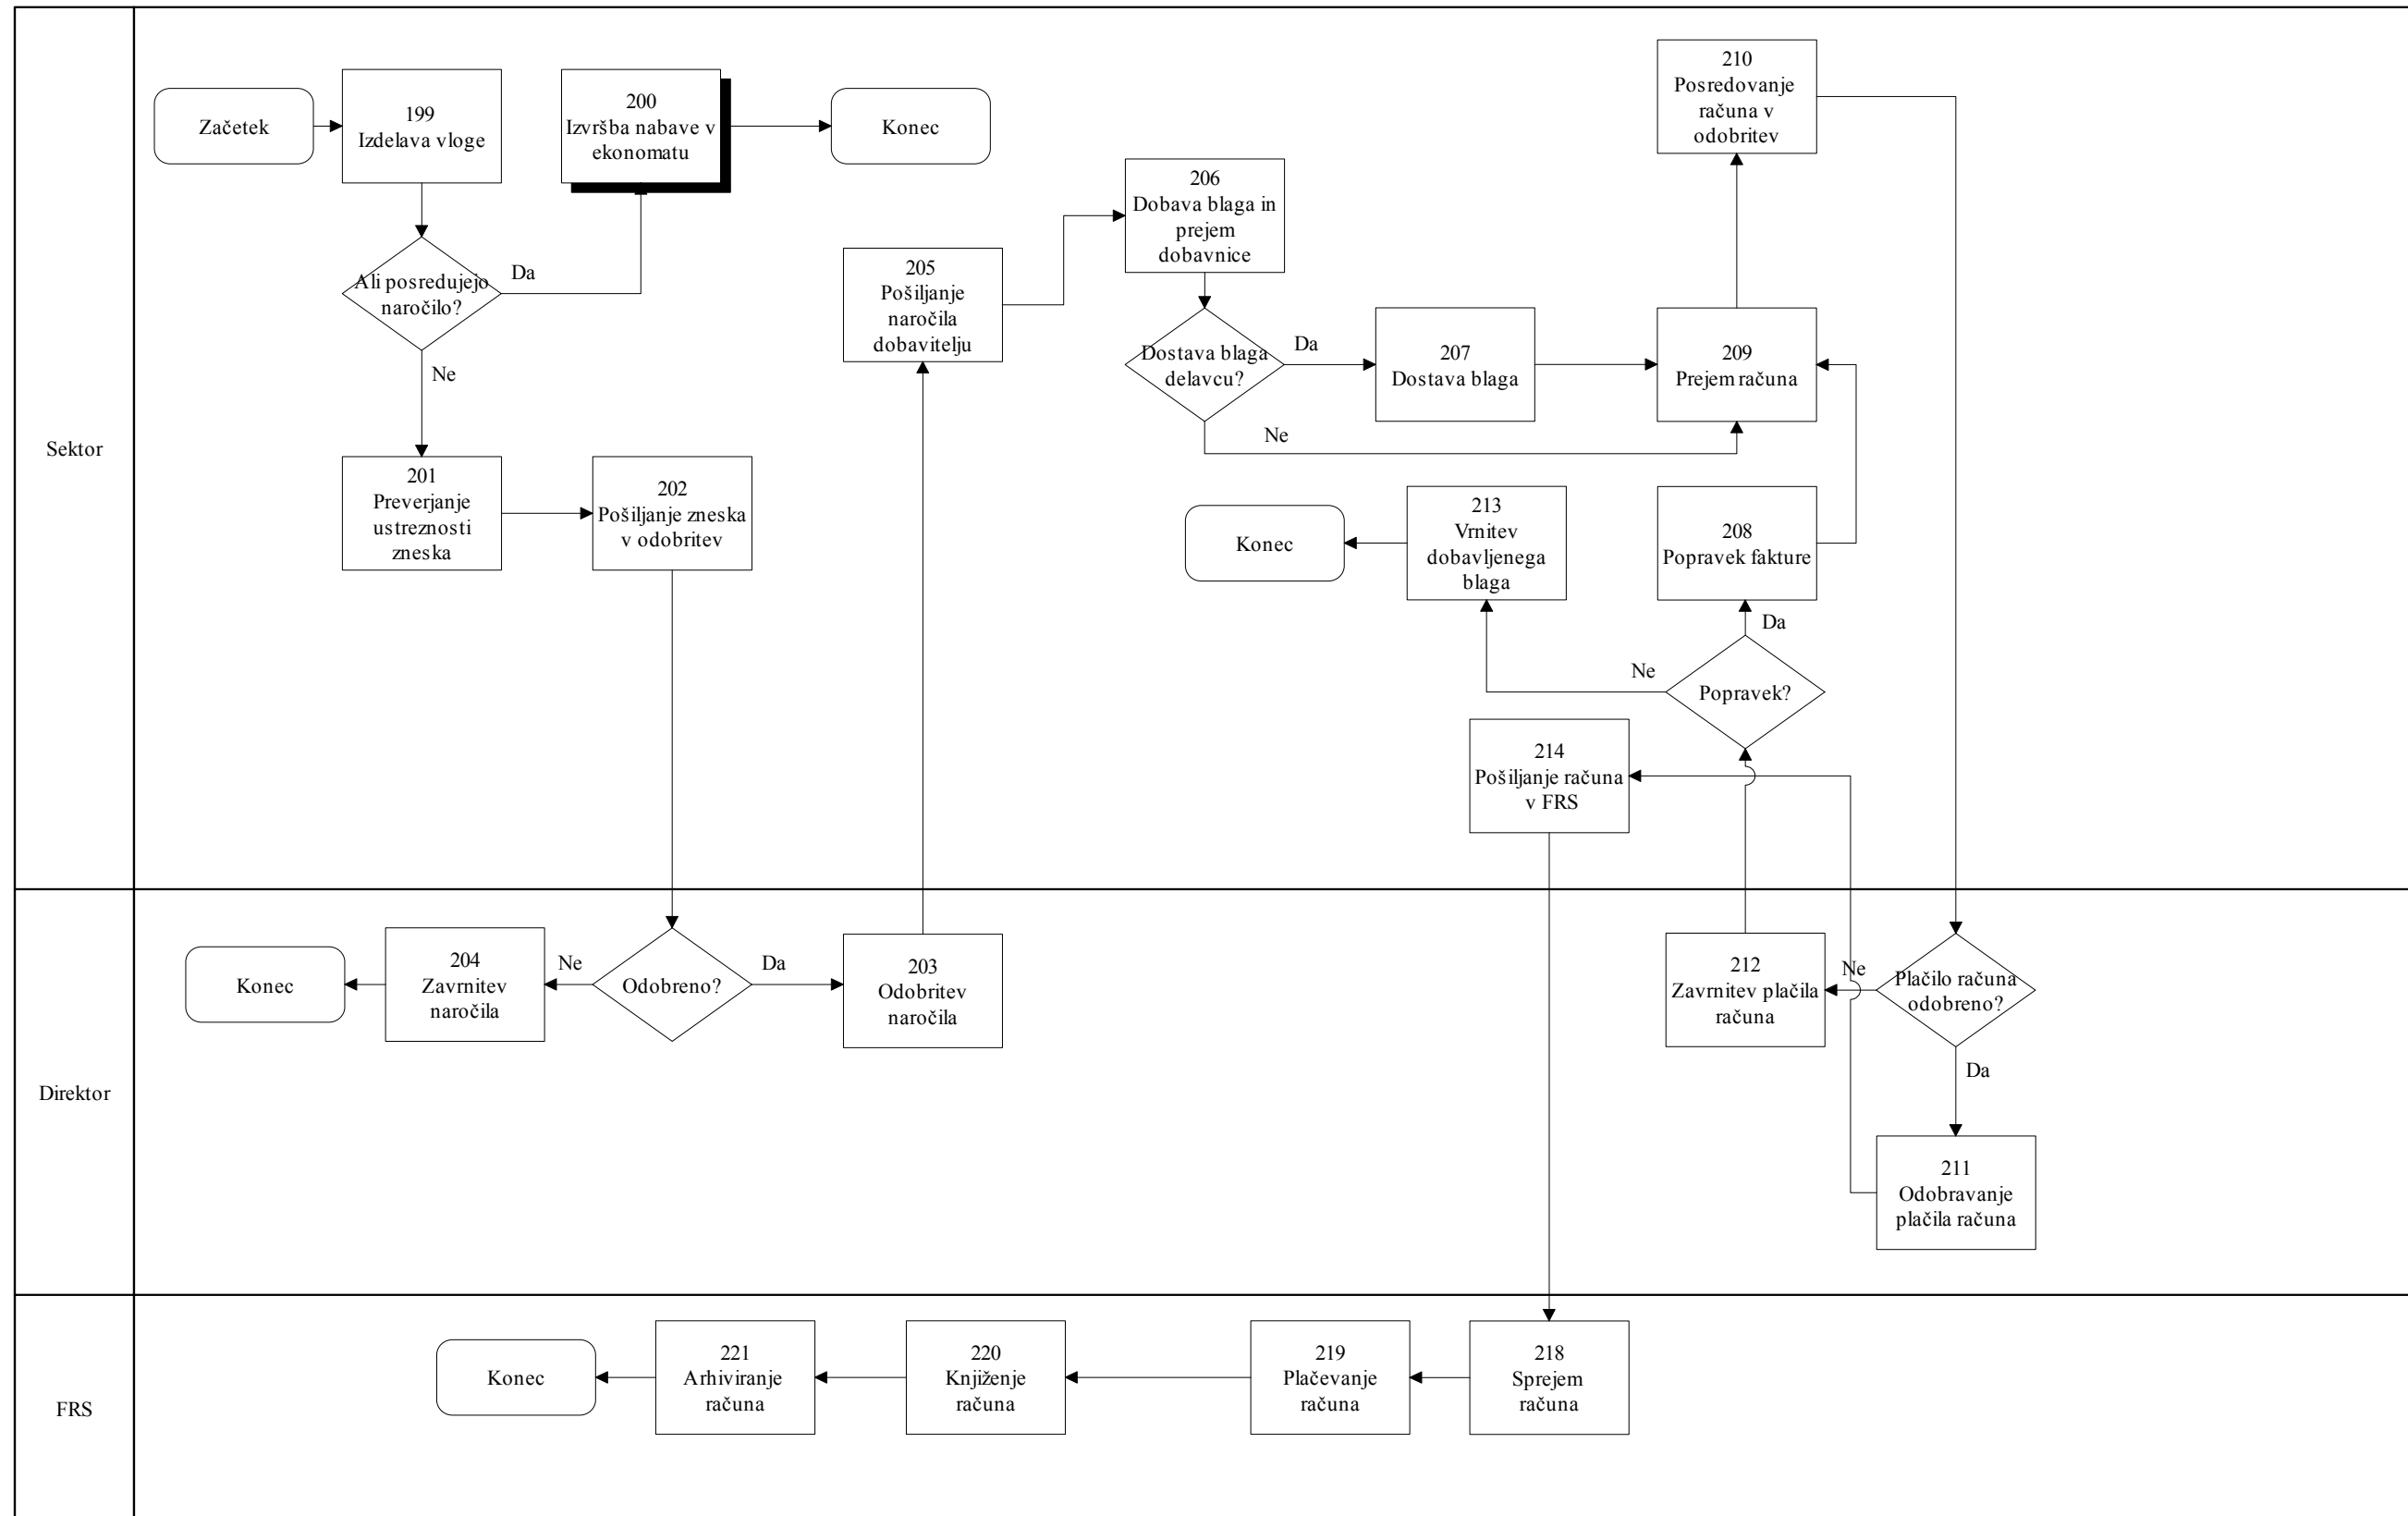 Sektor
Začetek
199
Izdelava vloge
200
Izvršba nabave v
ekonomatu
Konec
Ali posredujejo
naročilo?
Da
Ne
201
Preverjanje
ustreznosti
zneska
202
Pošiljanje zneska
v odobritev
205
Pošiljanje
naročila
dobavitelju
206
Dobava blaga in
prejem
dobavnice
Dostava blaga
delavcu?
Da
Ne
207
Dostava blaga
209
Prejem računa
210
Posredovanje
računa v
odobritev
Konec
213
Vrnitev
dobavljenega
blaga
208
Popravek fakture
Da
Ne
Popravek?
214
Pošiljanje računa
v FRS
Direktor
Konec
204
Zavrnitev
naročila
Ne
Odobreno?
Da
203
Odobritev
naročila
212
Zavrnitev plačila
računa
Ne
Plačilo računa
odobreno?
Da
211
Odobravanje
plačila računa
FRS
Konec
221
Arhiviranje
računa
220
Knjiženje
računa
219
Plačevanje
računa
218
Sprejem
računa